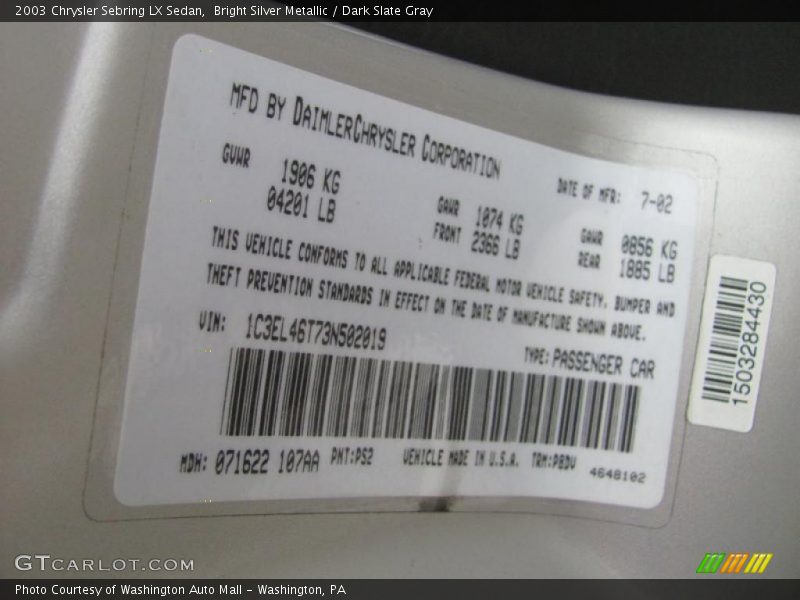 2003 Chrysler Sebring LX Sedan, Bright Silver Metallic / Dark Slate Gray
MFD BY DAIMLERCHRYSLER CORPORATION
GVWR 1906 KG
04201 LB
DATE OF MFR: 7-02
GAWR 1074 KG
FRONT 2366 LB
GAWR 0856 KG
REAR 1885 LB
THIS VEHICLE CONFORMS TO ALL APPLICABLE FEDERAL MOTOR VEHICLE SAFETY, BUMPER AND
THEFT PREVENTION STANDARDS IN EFFECT ON THE DATE OF MANUFACTURE SHOWN ABOVE.
VIN: 1C3EL46T73N502019
TYPE: PASSENGER CAR
MDH: 071622 107AA PNT:PS2 VEHICLE MADE IN U.S.A. TRM:PBDV
4648102
1503284430
GTCARLOT.COM
Photo Courtesy of Washington Auto Mall - Washington, PA